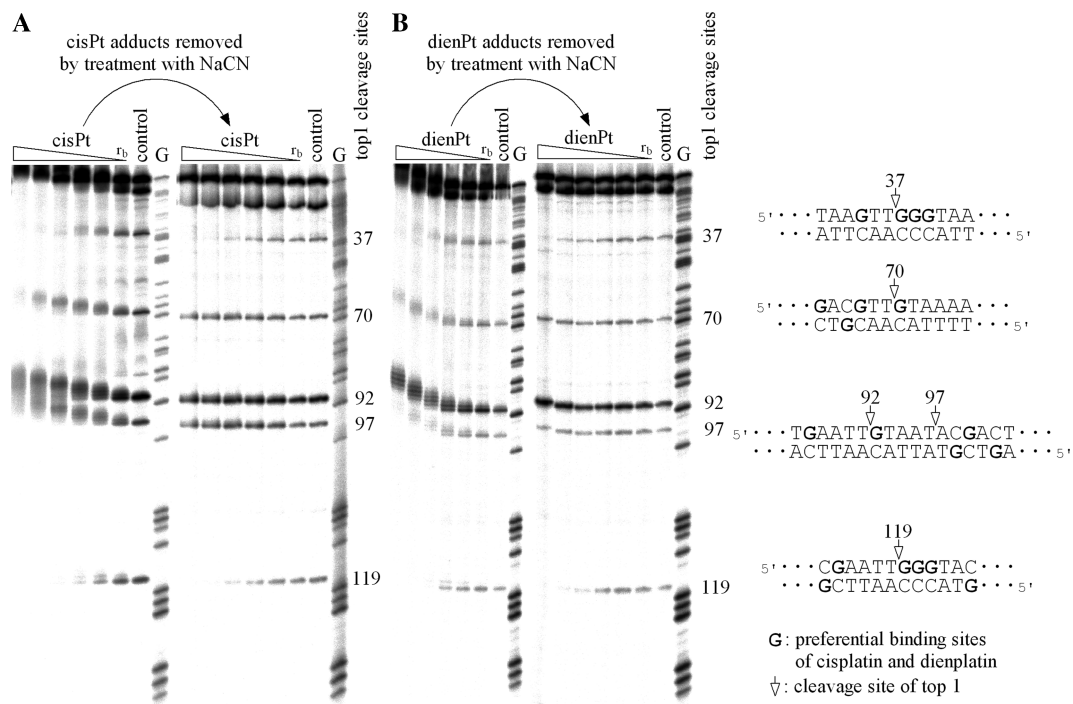 A
cisPt adducts removed
by treatment with NaCN
cisPt
rb
control
G
cisPt
rb
control
G
top1 cleavage sites
37
70
92
97
119
B
dienPt adducts removed
by treatment with NaCN
dienPt
rb
control
G
dienPt
rb
control
G
top1 cleavage sites
37
70
92
97
119
37
5'····TAAGTTGGGTAA····
····ATTCAACCCATT····5'
70
5'····GACGTTGTAAAA····
····CTGCAACATTTT····5'
92 97
5'····TGAATTGTAATACGACT····
····ACTTAACATTATGCTGA····5'
119
5'····CGAATTGGGTAC····
····GCTTAACCCATG····5'
G: preferential binding sites
of cisplatin and dienplatin
: cleavage site of top 1